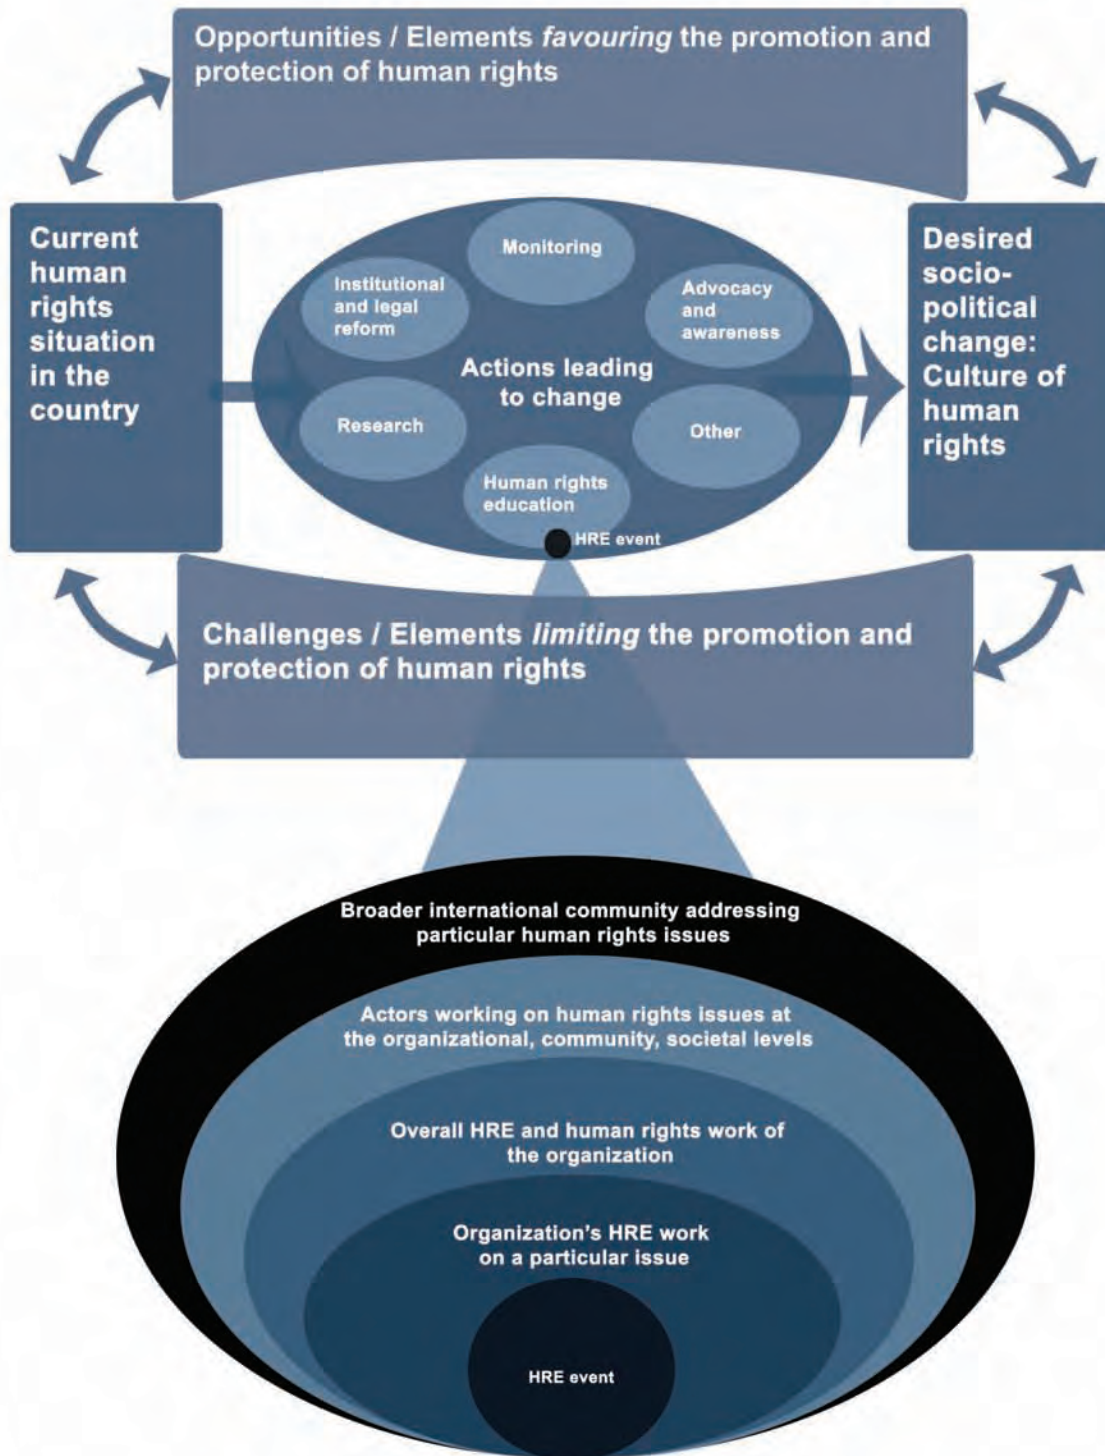 Opportunities / Elements favouring the promotion and
protection of human rights
Current
human
rights
situation
in the
country
Monitoring
Institutional
and legal
reform
Advocacy
and
awareness
Actions leading
to change
Research
Other
Human rights
education
HRE event
Desired
socio-
political
change:
Culture of
human
rights
Challenges / Elements limiting the promotion and
protection of human rights
Broader international community addressing
particular human rights issues
Actors working on human rights issues at
the organizational, community, societal levels
Overall HRE and human rights work of
the organization
Organization's HRE work
on a particular issue
HRE event